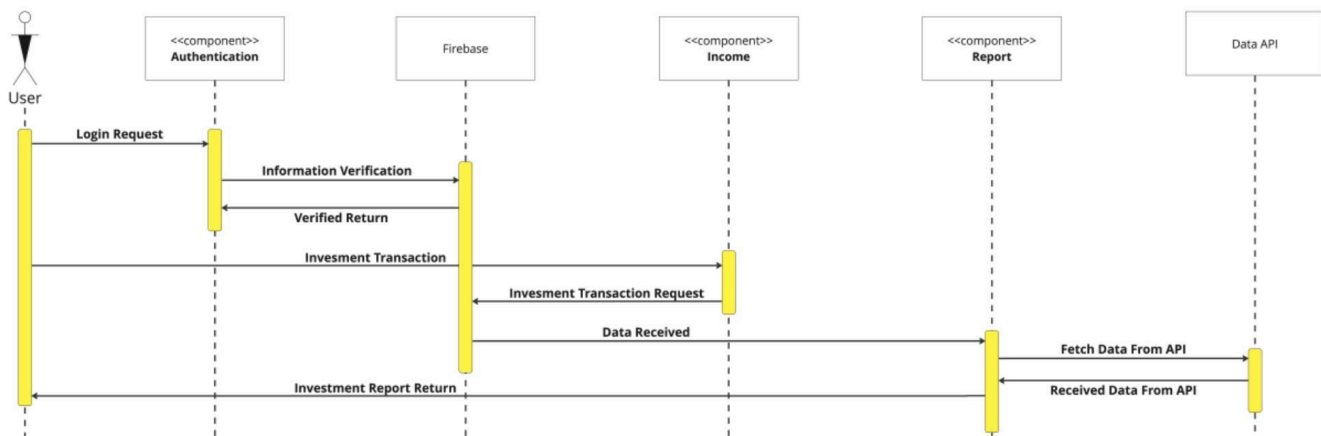 <<component>>
Authentication
Firebase
<<component>>
Income
<<component>>
Report
Data API
User
Login Request
Information Verification
Verified Return
Invesment Transaction
Invesment Transaction Request
Data Received
Fetch Data From API
Received Data From API
Investment Report Return